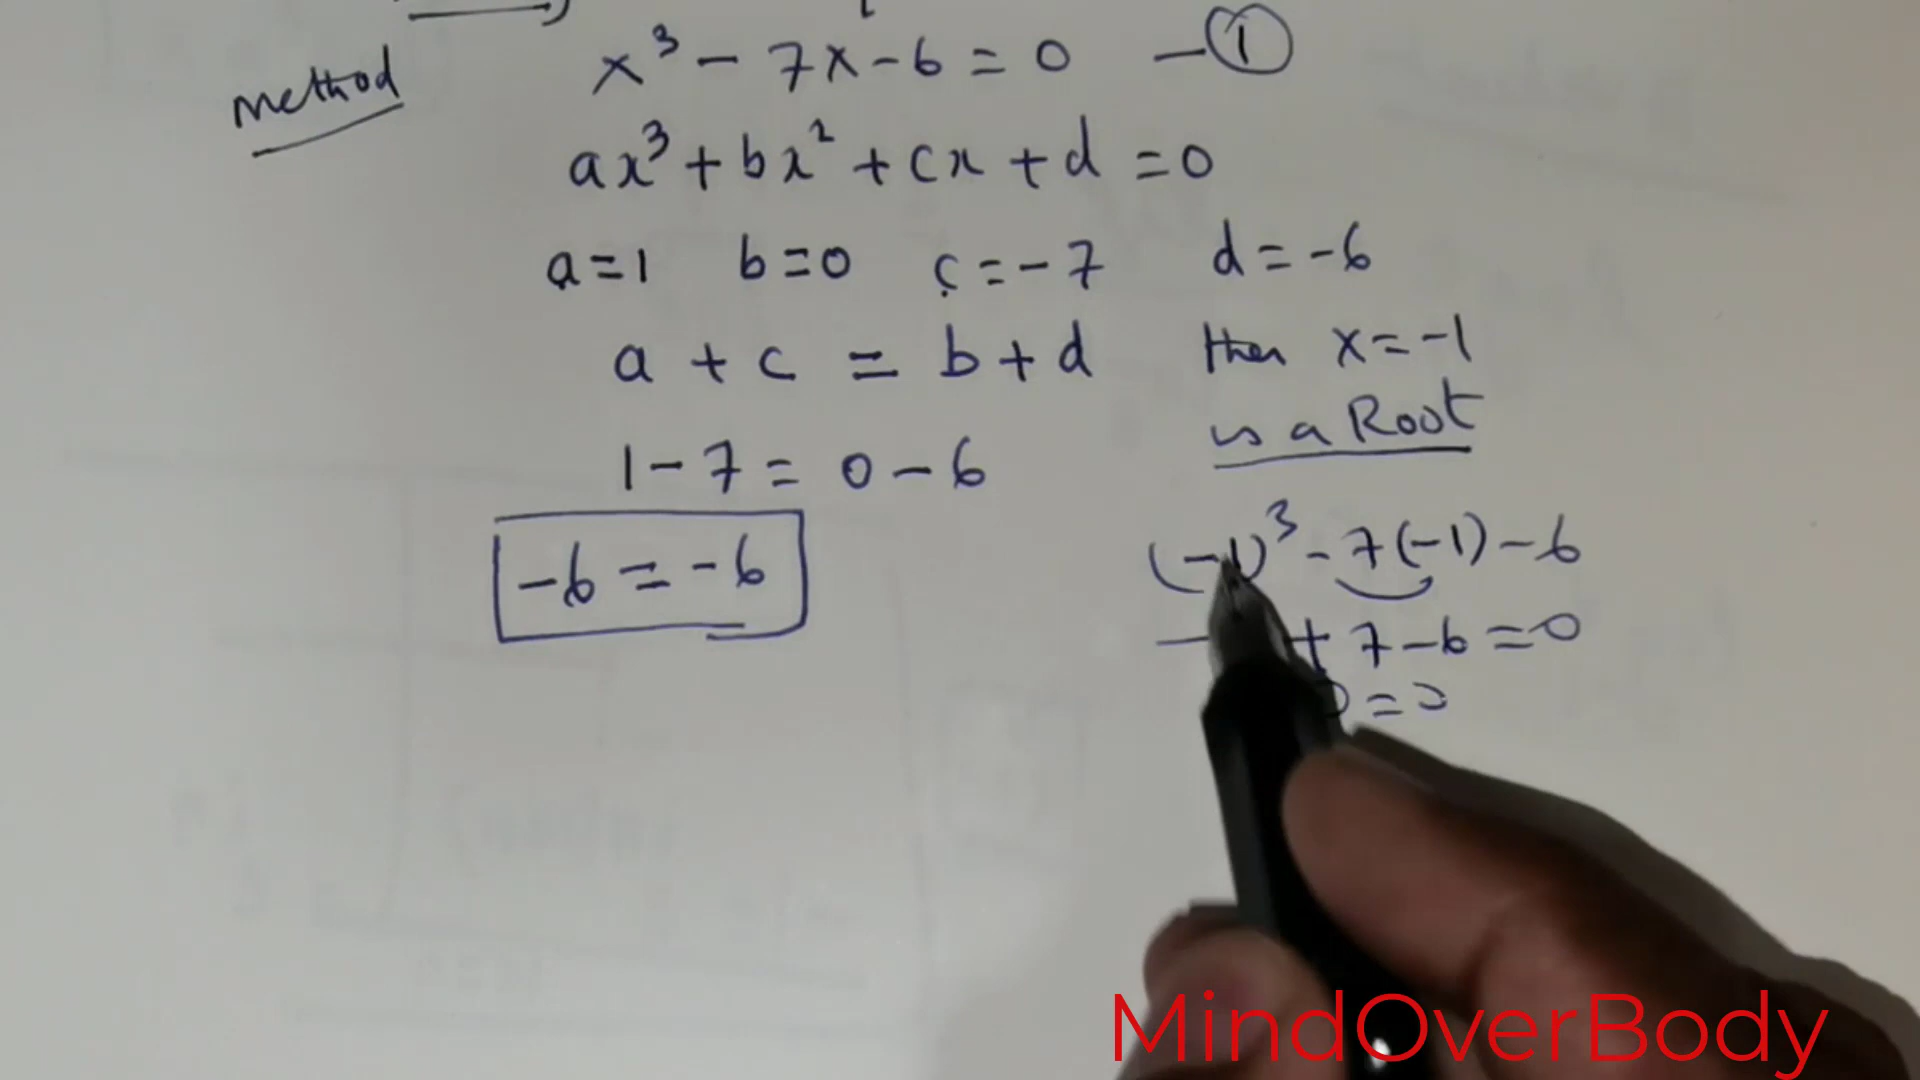 method
x³ - 7x - 6 = 0 — ①
ax³ + bx² + cx + d = 0
a = 1 b = 0 c = -7 d = -6
a + c = b + d then x = -1
is a Root
1 - 7 = 0 - 6
-6 = -6
(-1)³ - 7(-1) - 6
+ 7 - 6 = 0
= 0
MindOverBody